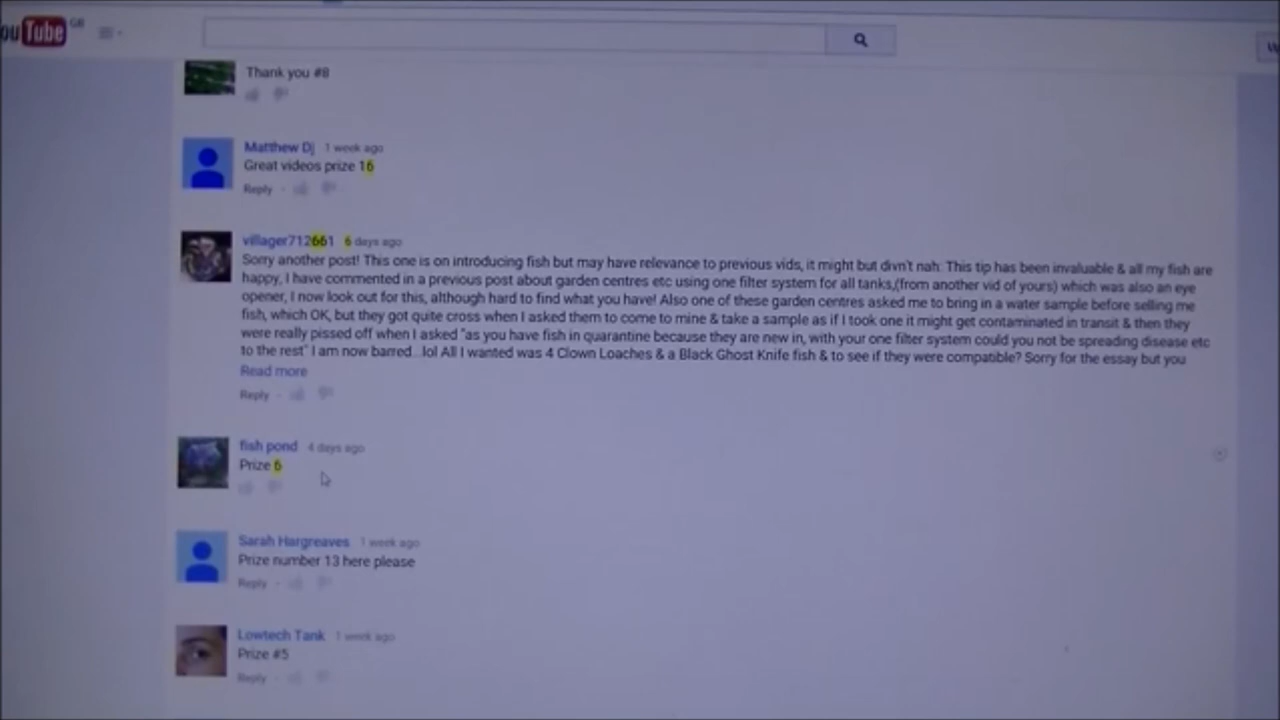 ouTube GB
Thank you #8
Matthew Dj 1 week ago
Great videos prize 16
Reply
villager712661 6 days ago
Sorry another post! This one is on introducing fish but may have relevance to previous vids, it might but divn't nah. This tip has been invaluable & all my fish are
happy, I have commented in a previous post about garden centres etc using one filter system for all tanks,(from another vid of yours) which was also an eye
opener, I now look out for this, although hard to find what you have! Also one of these garden centres asked me to bring in a water sample before selling me
fish, which OK, but they got quite cross when I asked them to come to mine & take a sample as if I took one it might get contaminated in transit & then they
were really pissed off when I asked "as you have fish in quarantine because they are new in, with your one filter system could you not be spreading disease etc
to the rest" I am now barred...lol All I wanted was 4 Clown Loaches & a Black Ghost Knife fish & to see if they were compatible? Sorry for the essay but you
Read more
Reply
fish pond 4 days ago
Prize 6
Sarah Hargreaves 1 week ago
Prize number 13 here please
Reply
Lowtech Tank 1 week ago
Prize #5
Reply